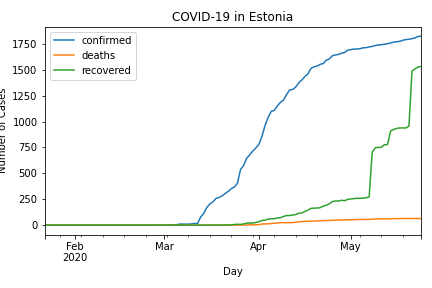 COVID-19 in Estonia
confirmed
deaths
recovered
1750
1500
1250
1000
750
500
250
0
Number of Cases
Feb
2020
Mar
Apr
May
Day